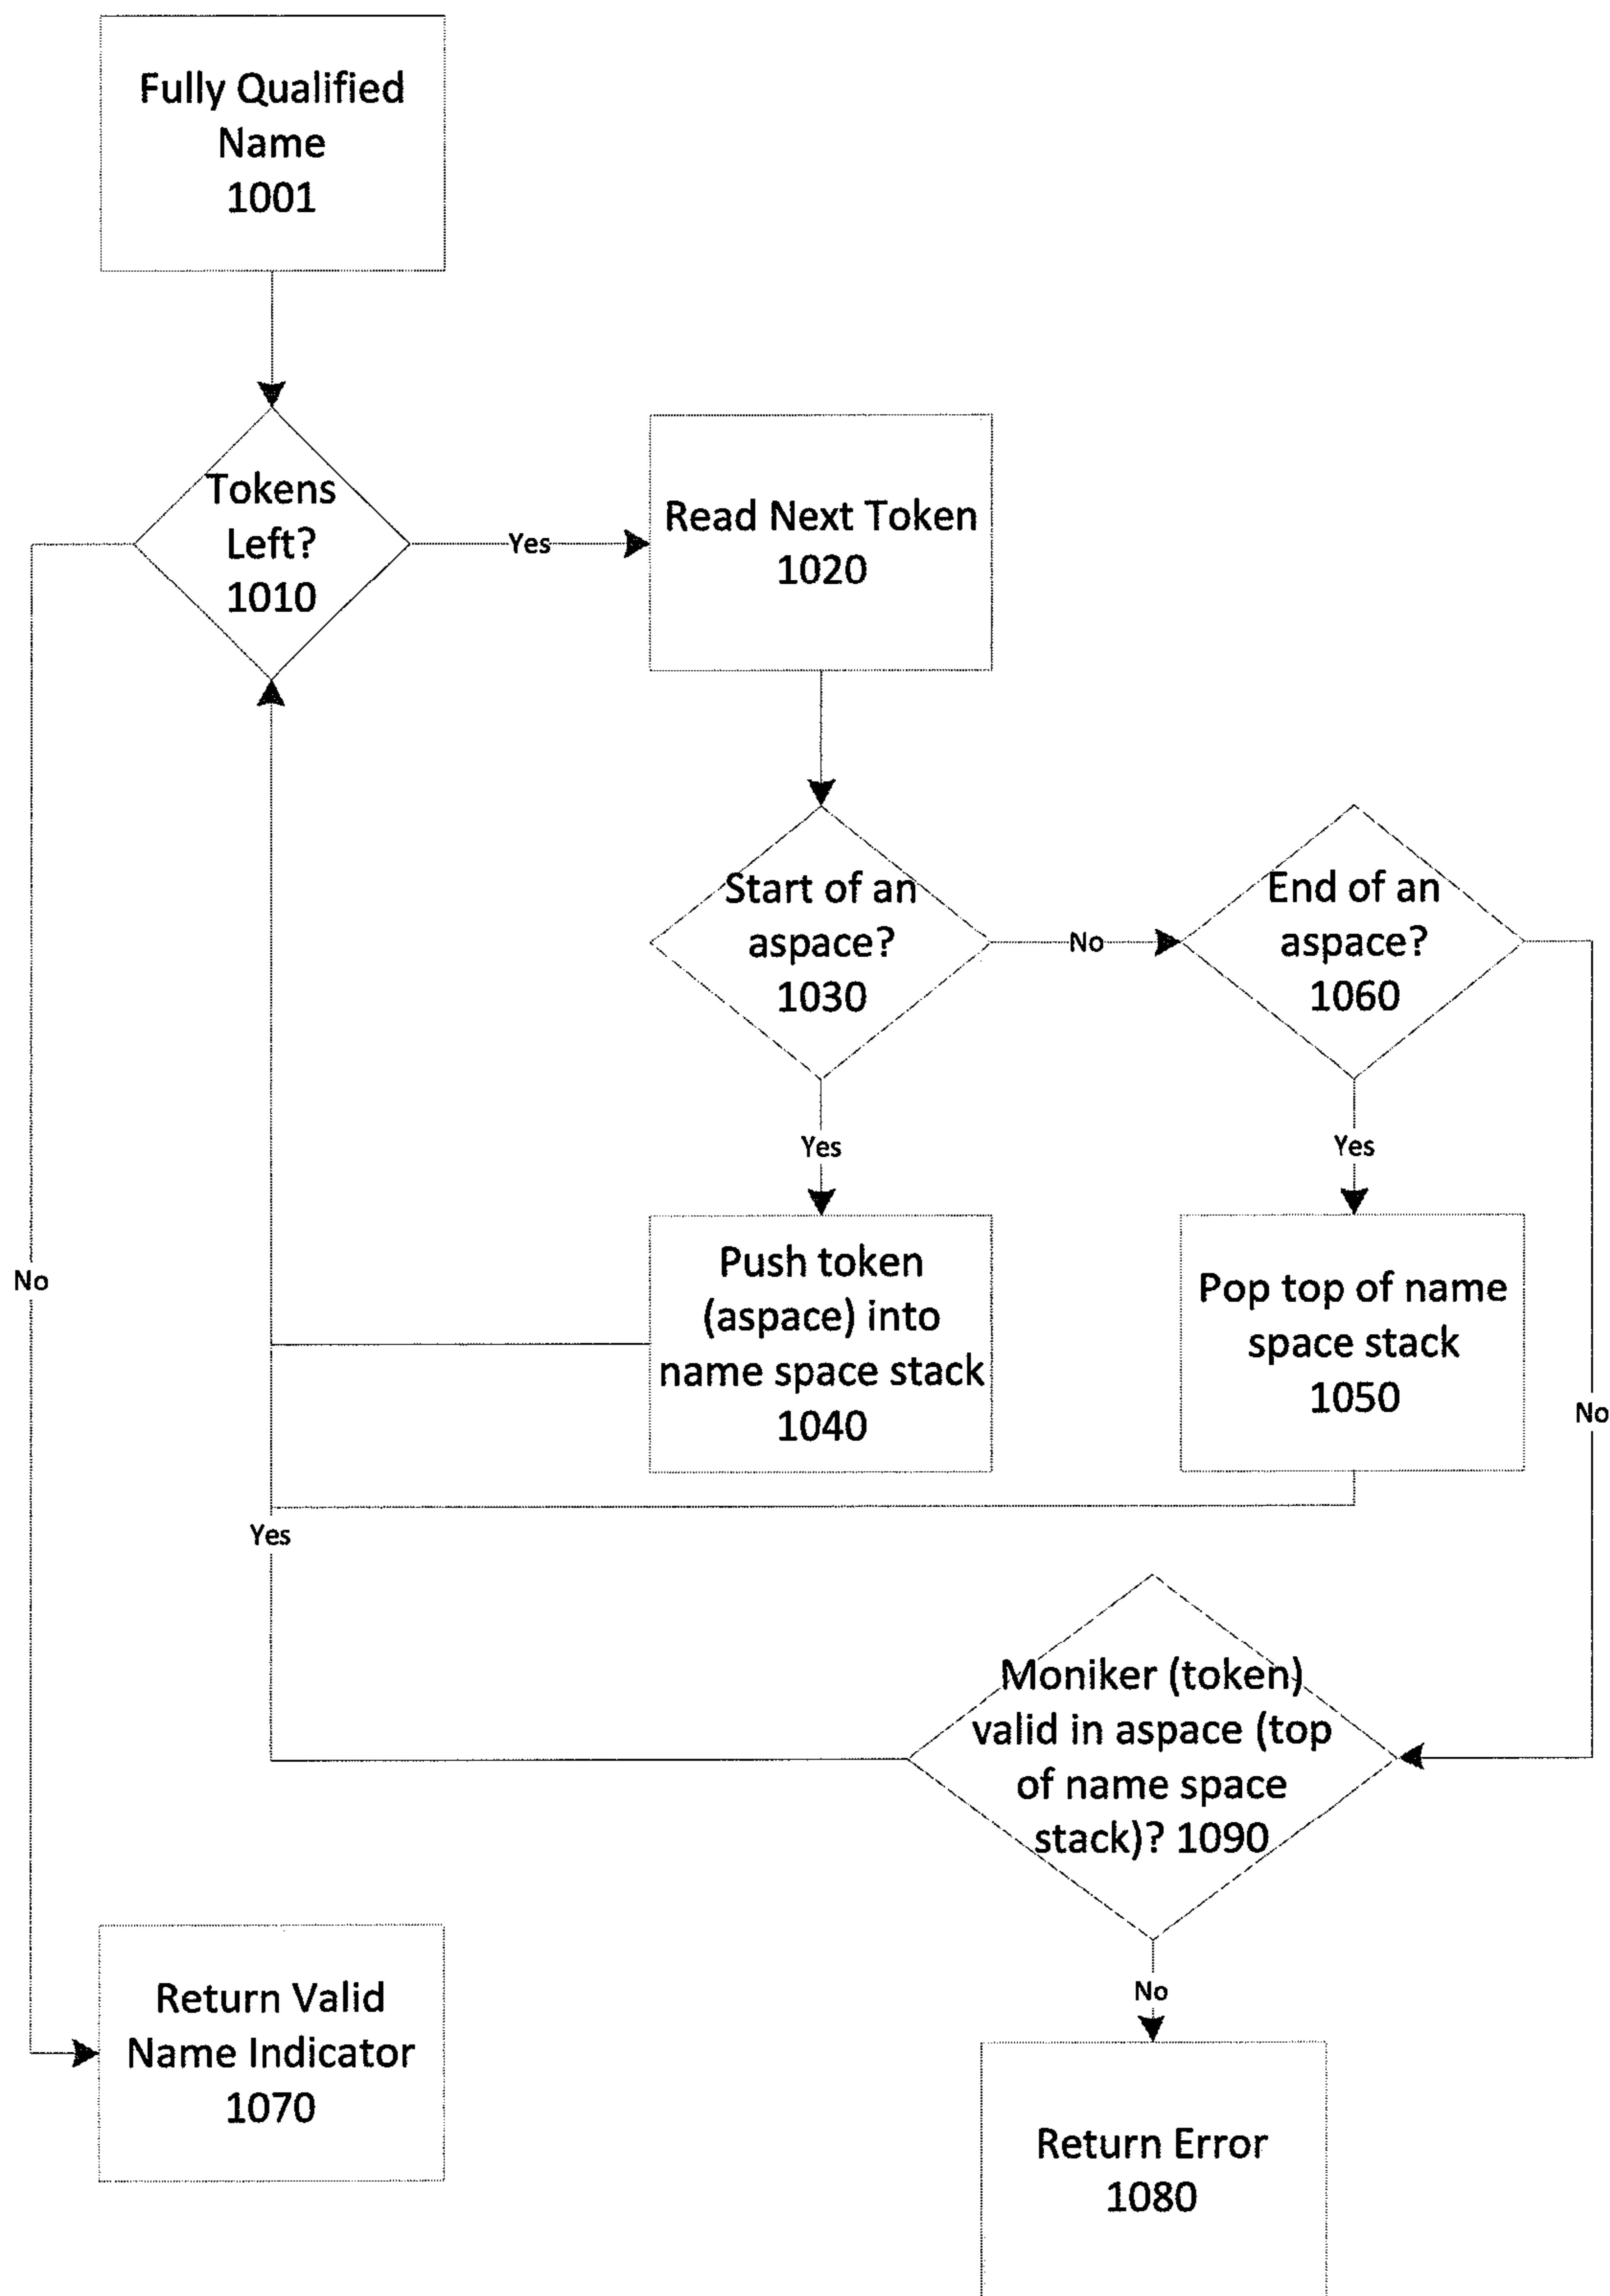 Fully Qualified
Name
1001
Tokens
Left?
1010
Yes
Read Next Token
1020
Start of an
aspace?
1030
No
End of an
aspace?
1060
Yes
Yes
Push token
(aspace) into
name space stack
1040
Pop top of name
space stack
1050
No
No
Yes
Moniker (token)
valid in aspace (top
of name space
stack)? 1090
No
Return Valid
Name Indicator
1070
Return Error
1080